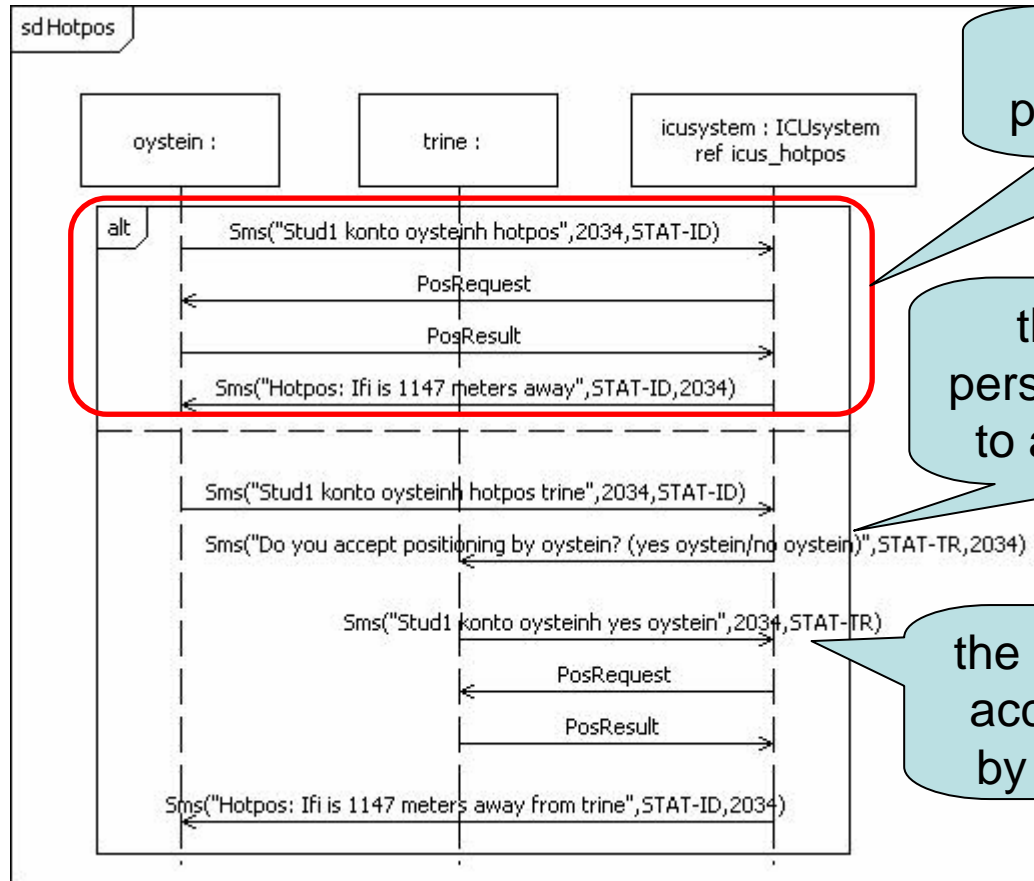 sd Hotpos
oystein :
trine :
icusystem : ICUsystem
ref icus_hotpos
alt
Sms("Stud1 konto oysteinh hotpos",2034,STAT-ID)
PosRequest
PosResult
Sms("Hotpos: Ifi is 1147 meters away",STAT-ID,2034)
Sms("Stud1 konto oysteinh hotpos trine",2034,STAT-ID)
Sms("Do you accept positioning by oystein? (yes oystein/no oystein)",STAT-TR,2034)
Sms("Stud1 konto oysteinh yes oystein",2034,STAT-TR)
PosRequest
PosResult
Sms("Hotpos: Ifi is 1147 meters away from trine",STAT-ID,2034)
to
the
by